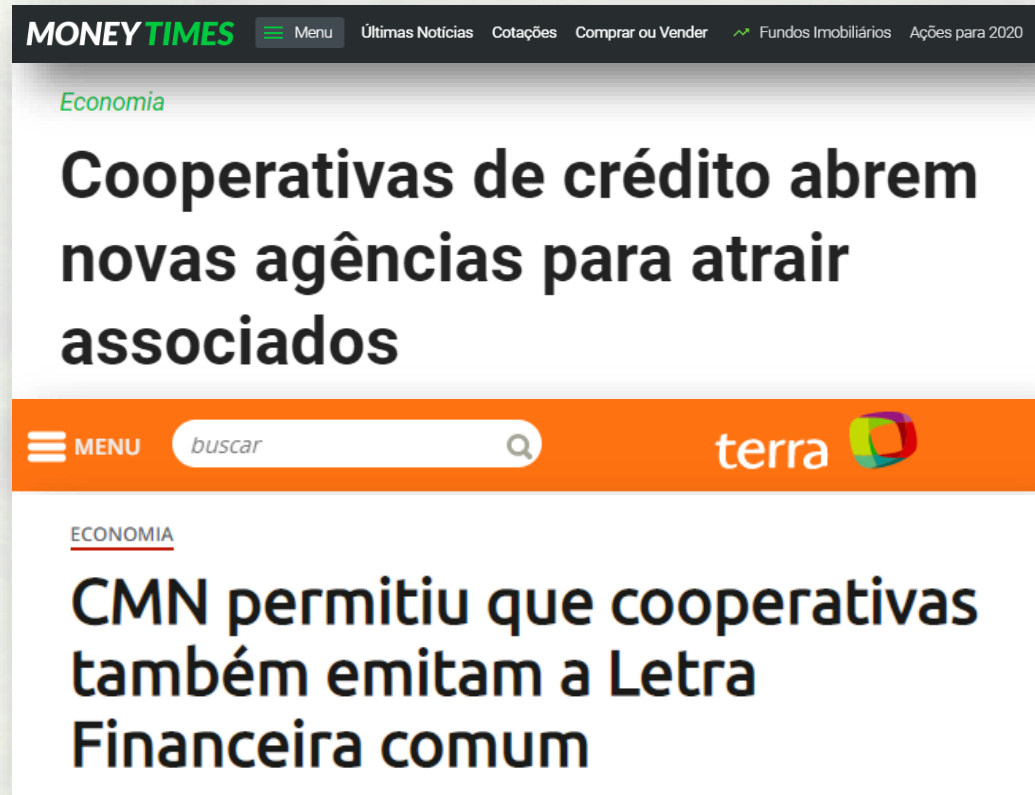 MONEY TIMES Menu Últimas Notícias Cotações Comprar ou Vender Fundos Imobiliários Ações para 2020
Economia
Cooperativas de crédito abrem
novas agências para atrair
associados
MENU buscar terra
ECONOMIA
CMN permitiu que cooperativas
também emitam a Letra
Financeira comum